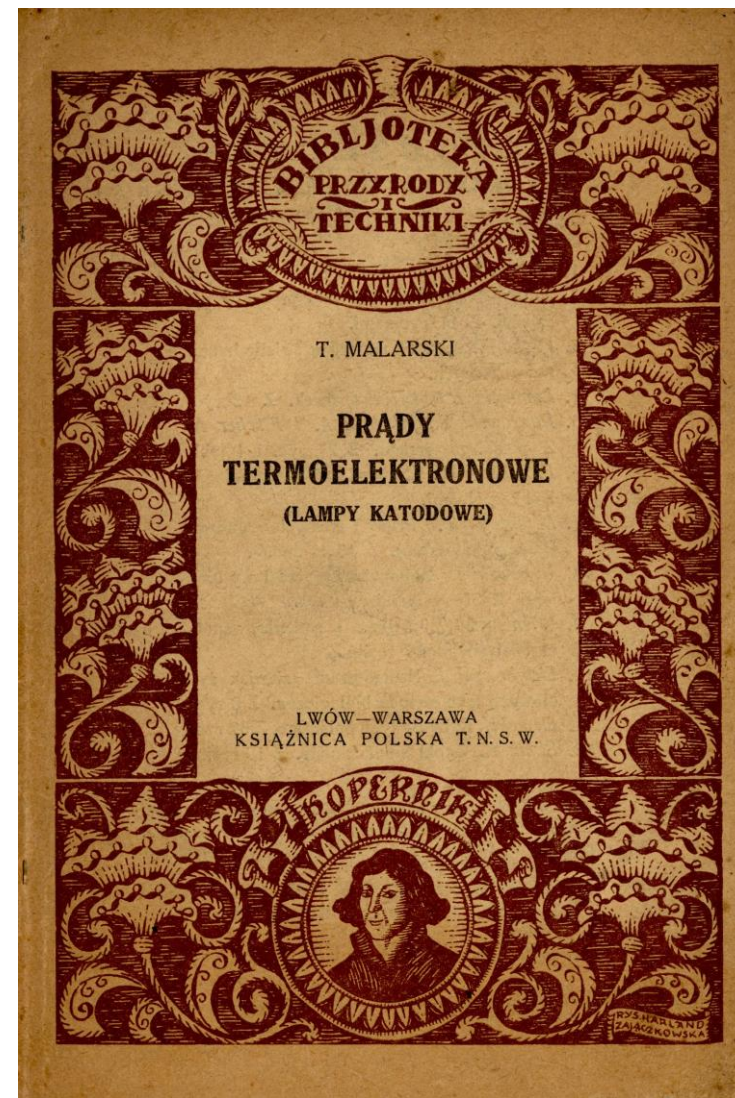 BIBLJOTEKA
PRZYRODY
I
TECHNIKI
T. MALARSKI
PRĄDY
TERMOELEKTRONOWE
(LAMPY KATODOWE)
LWÓW—WARSZAWA
KSIĄŻNICA POLSKA T. N. S. W.
M. KOPERNIK
RYS. HARLAND
ZAJĄCZKOWSKA